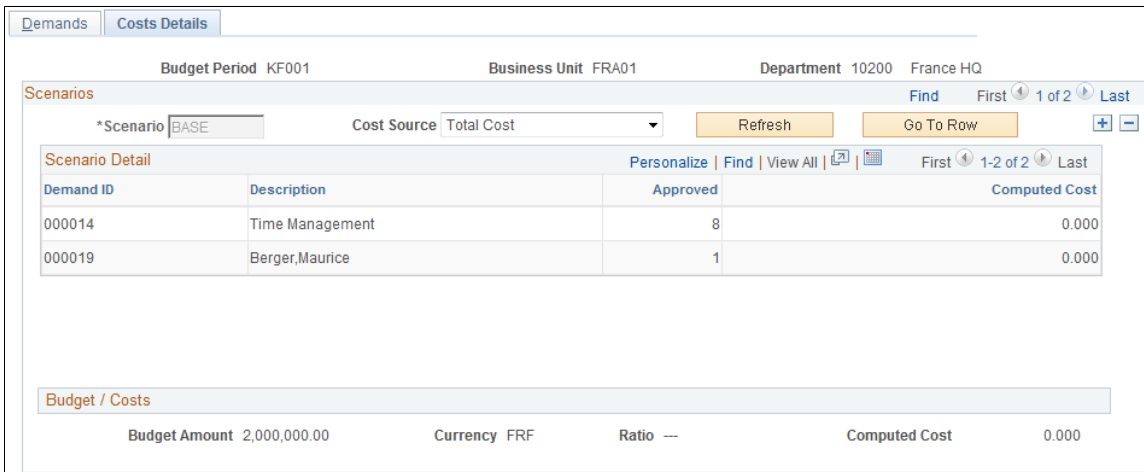 Demands Costs Details
Budget Period KF001 Business Unit FRA01 Department 10200 France HQ
Scenarios Find First 1 of 2 Last
*Scenario BASE Cost Source Total Cost Refresh Go To Row + −
Scenario Detail Personalize | Find | View All | | First 1-2 of 2 Last
Demand ID Description Approved Computed Cost
000014 Time Management 8 0.000
000019 Berger,Maurice 1 0.000
Budget / Costs
Budget Amount 2,000,000.00 Currency FRF Ratio --- Computed Cost 0.000